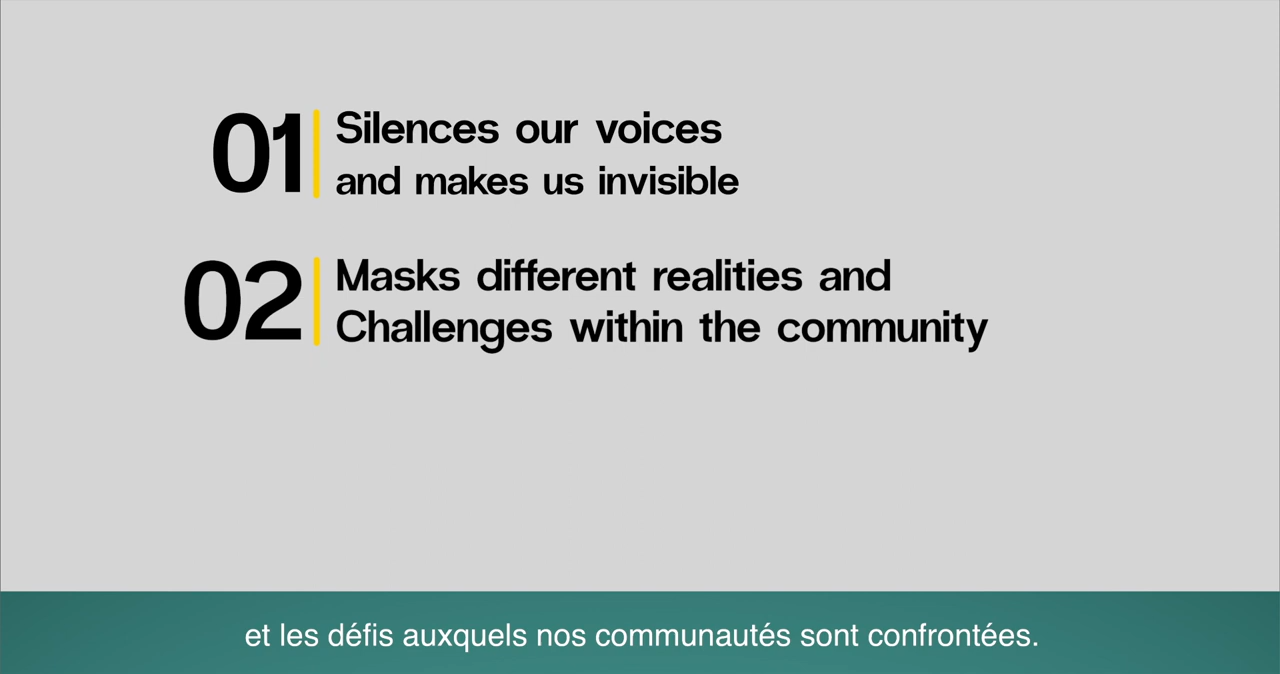 01
Silences our voices
and makes us invisible
02
Masks different realities and
Challenges within the community
et les défis auxquels nos communautés sont confrontées.